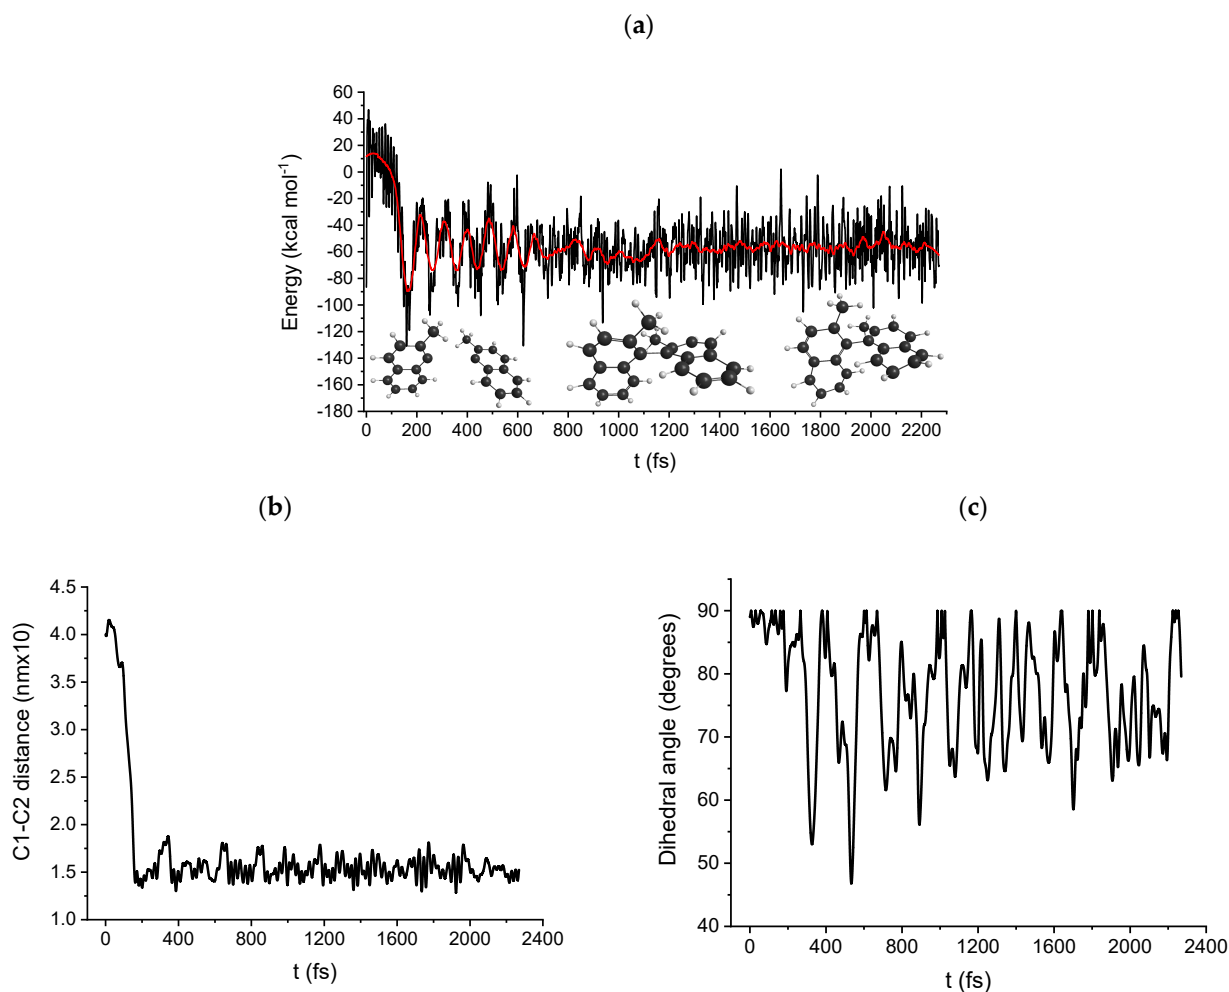 (a)
60
40
20
0
-20
-40
-60
-80
-100
-120
-140
-160
-180
Energy (kcal mol-1)
0 200 400 600 800 1000 1200 1400 1600 1800 2000 2200
t (fs)
(b)
(c)
4.5
4.0
3.5
3.0
2.5
2.0
1.5
1.0
C1-C2 distance (nmx10)
0 400 800 1200 1600 2000 2400
t (fs)
90
80
70
60
50
40
Dihedral angle (degrees)
0 400 800 1200 1600 2000 2400
t (fs)